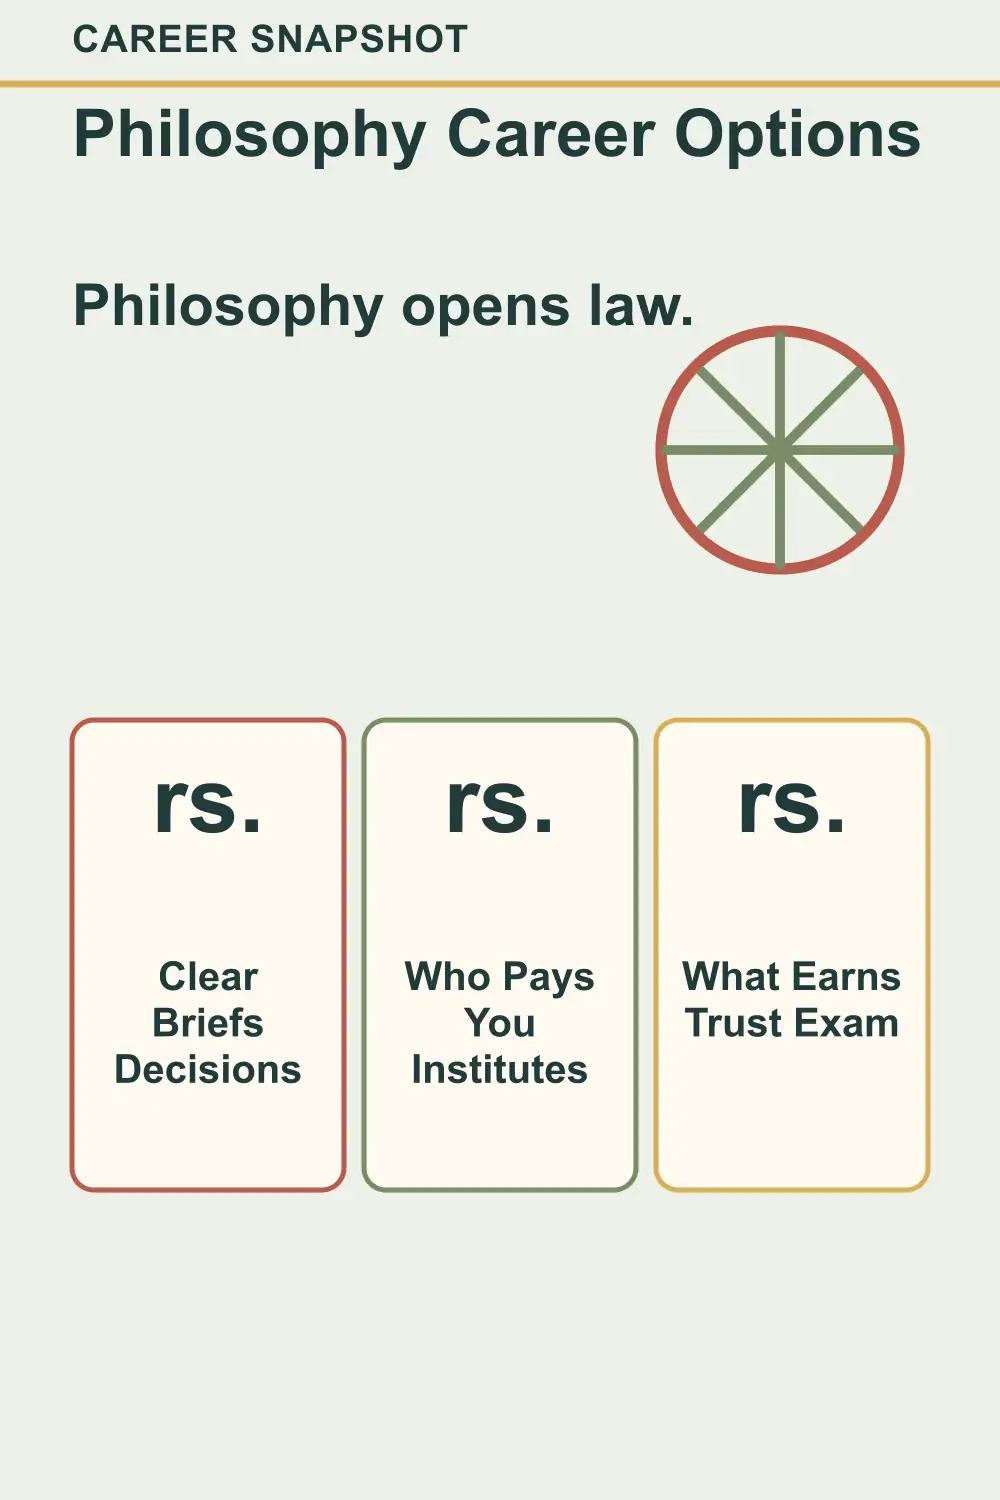 CAREER SNAPSHOT
Philosophy Career Options
Philosophy opens law.
rs.
Clear
Briefs
Decisions
rs.
Who Pays
You
Institutes
rs.
What Earns
Trust Exam